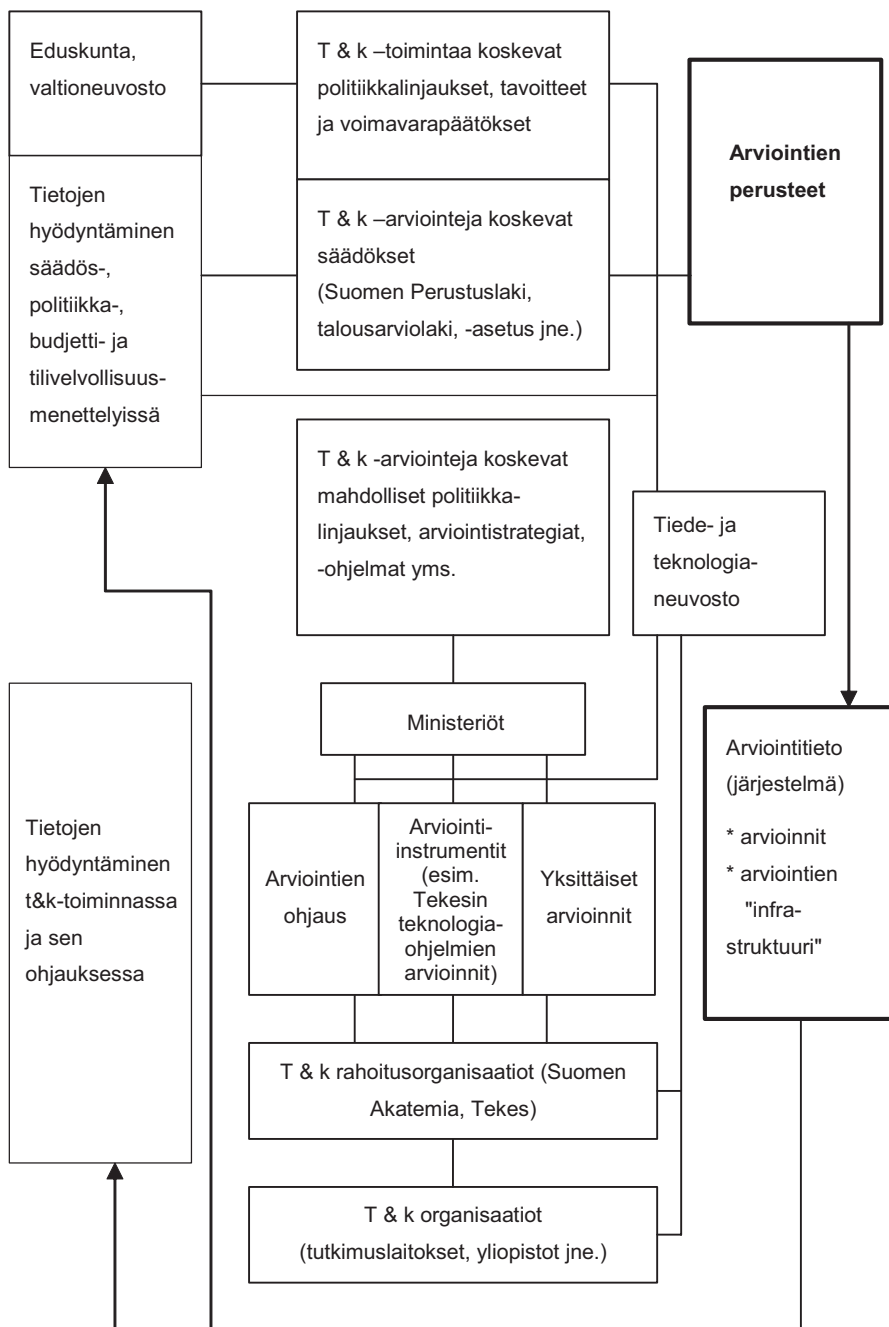 Eduskunta,
valtioneuvosto
T & k –toimintaa koskevat
politiikkalinjaukset, tavoitteet
ja voimavarapäätökset
Arviointien
perusteet
Tietojen
hyödyntäminen
säädös-,
politiikka-,
budjetti- ja
tilivelvollisuus-
menettelyissä
T & k –arviointeja koskevat
säädökset
(Suomen Perustuslaki,
talousarviolaki, -asetus jne.)
T & k -arviointeja koskevat
mahdolliset politiikka-
linjaukset, arviointistrategiat,
-ohjelmat yms.
Tiede- ja
teknologia-
neuvosto
Ministeriöt
Tietojen
hyödyntäminen
t&k-toiminnassa
ja sen
ohjauksessa
Arviointien
ohjaus
Arviointi-
instrumentit
(esim.
Tekesin
teknologia-
ohjelmien
arvioinnit)
Yksittäiset
arvioinnit
Arviointitieto
(järjestelmä)
* arvioinnit
* arviointien
"infra-
struktuuri"
T & k rahoitusorganisaatiot (Suomen
Akatemia, Tekes)
T & k organisaatiot
(tutkimuslaitokset, yliopistot jne.)